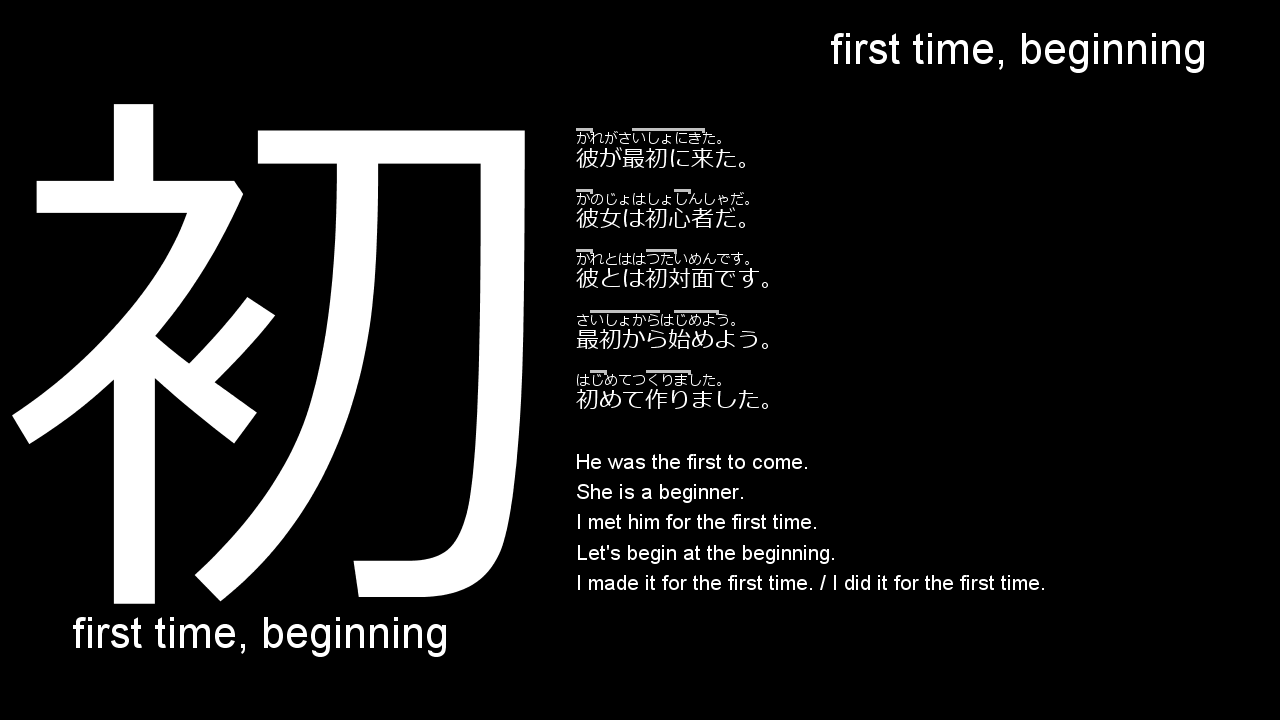 first time, beginning
初
かれがさいしょにきた。
彼が最初に来た。
かのじょはしょしんしゃだ。
彼女は初心者だ。
かれとははつたいめんです。
彼とは初対面です。
さいしょからはじめよう。
最初から始めよう。
はじめてつくりました。
初めて作りました。
He was the first to come.
She is a beginner.
I met him for the first time.
Let's begin at the beginning.
I made it for the first time. / I did it for the first time.
first time, beginning